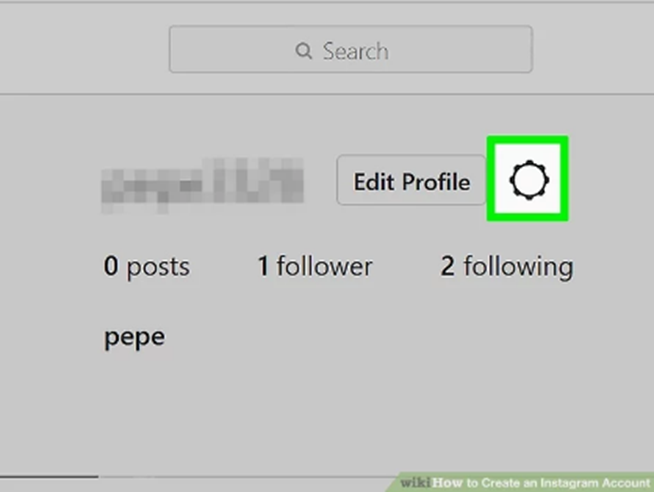 Search
Edit Profile
0 posts 1 follower 2 following
pepe
wikiHow to Create an Instagram Account